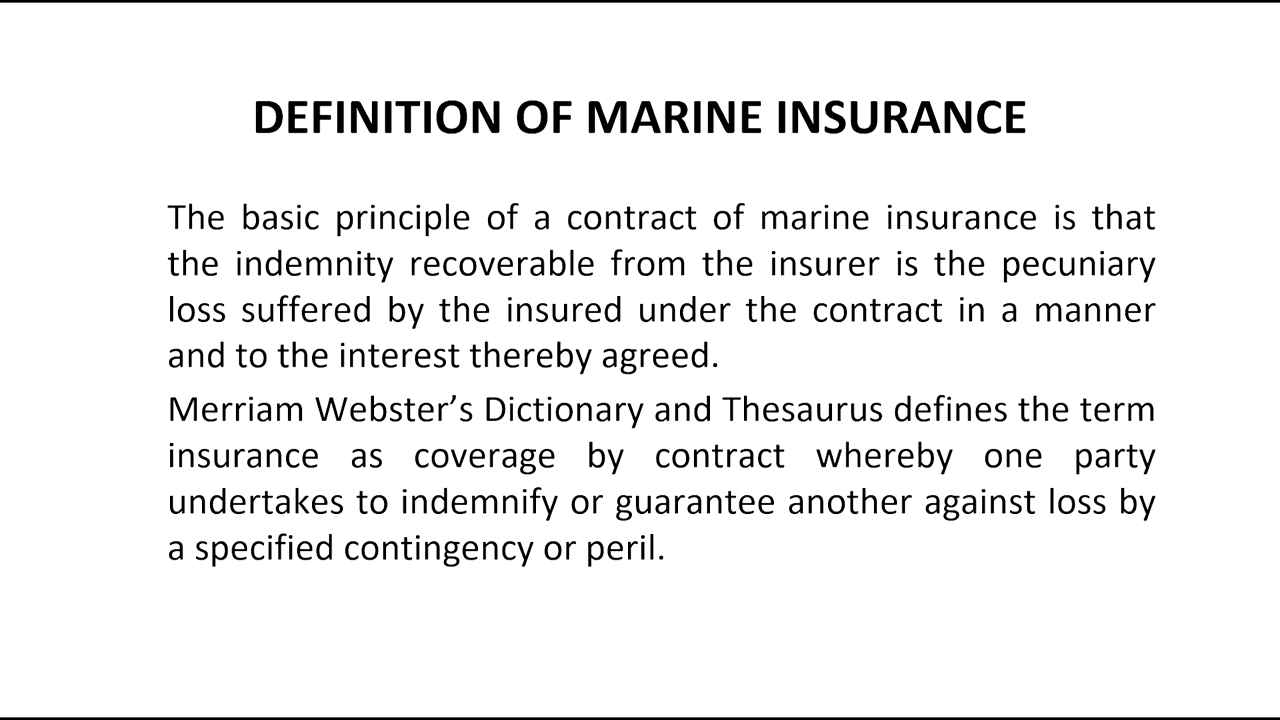 DEFINITION OF MARINE INSURANCE
The basic principle of a contract of marine insurance is that
the indemnity recoverable from the insurer is the pecuniary
loss suffered by the insured under the contract in a manner
and to the interest thereby agreed.
Merriam Webster’s Dictionary and Thesaurus defines the term
insurance as coverage by contract whereby one party
undertakes to indemnify or guarantee another against loss by
a specified contingency or peril.